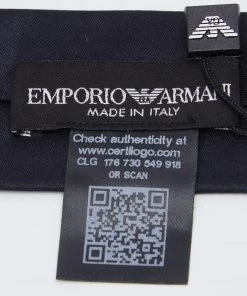 EMPORIO ARMANI
MADE IN ITALY
Check authenticity at
www.certilogo.com
CLG 176 730 549 918
OR SCAN